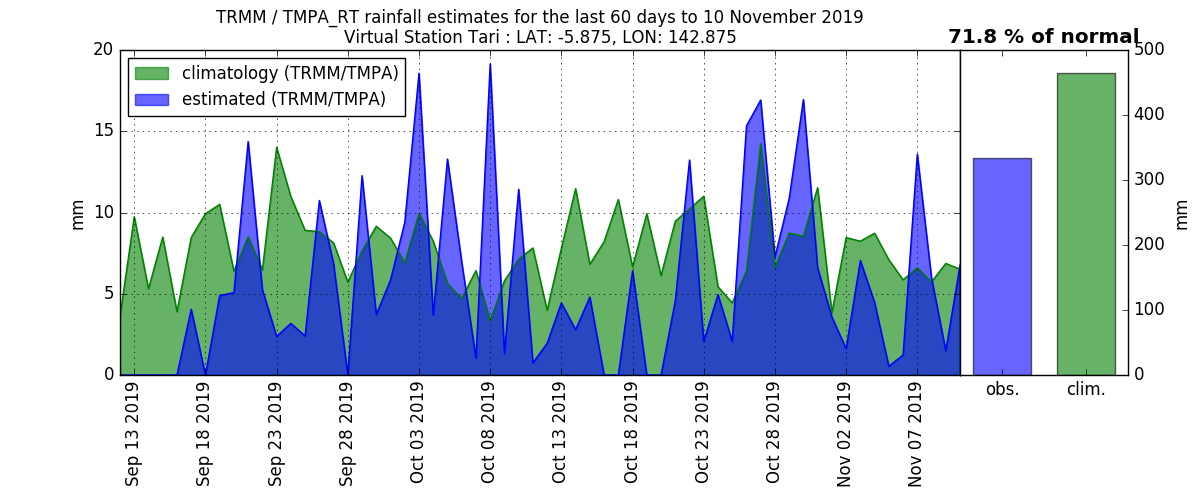 TRMM / TMPA_RT rainfall estimates for the last 60 days to 10 November 2019
Virtual Station Tari : LAT: -5.875, LON: 142.875
71.8 % of normal
climatology (TRMM/TMPA)
estimated (TRMM/TMPA)
20
15
10
5
0
mm
500
400
300
200
100
0
mm
obs.
clim.
Sep 13 2019
Sep 18 2019
Sep 23 2019
Sep 28 2019
Oct 03 2019
Oct 08 2019
Oct 13 2019
Oct 18 2019
Oct 23 2019
Oct 28 2019
Nov 02 2019
Nov 07 2019